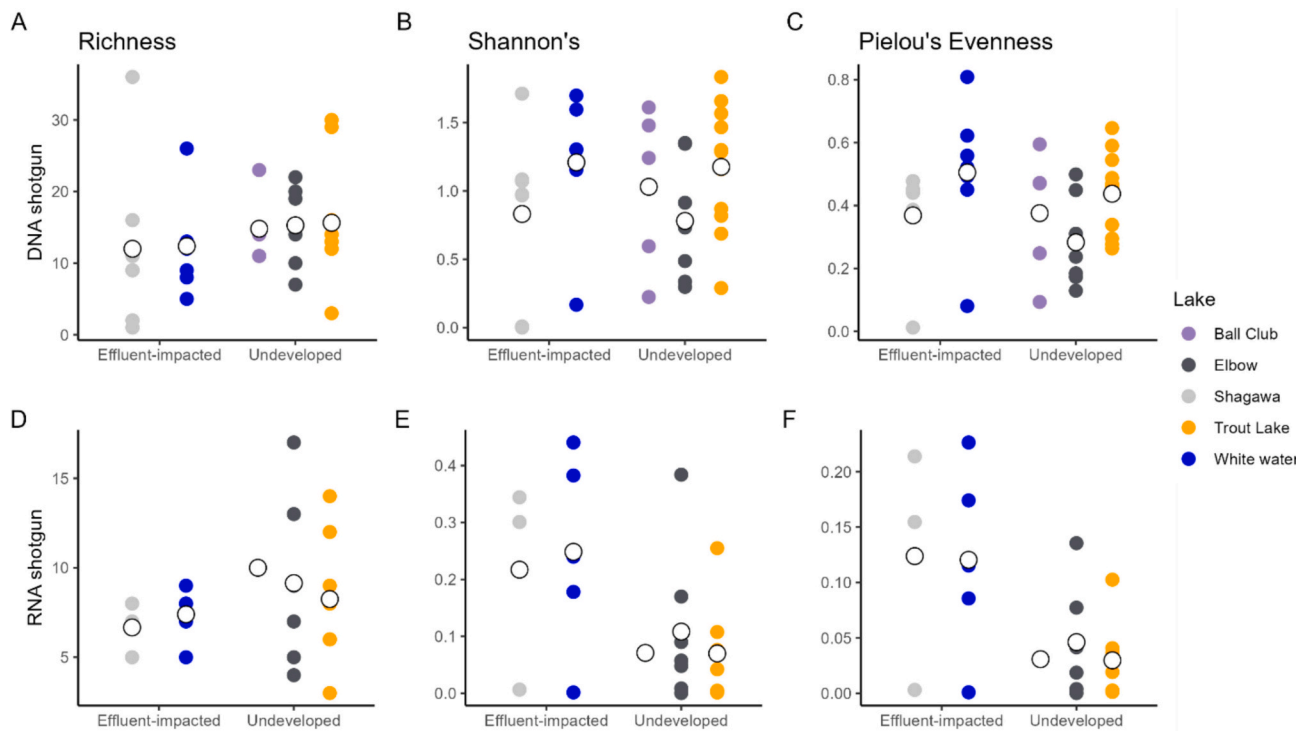 A
Richness
B
Shannon's
C
Pielou's Evenness
DNA shotgun
30
20
10
0
Effluent-impacted
Undeveloped
1.5
1.0
0.5
0.0
Effluent-impacted
Undeveloped
0.8
0.6
0.4
0.2
0.0
Effluent-impacted
Undeveloped
Lake
Ball Club
Elbow
Shagawa
Trout Lake
White water
D
E
F
RNA shotgun
15
10
5
Effluent-impacted
Undeveloped
0.4
0.3
0.2
0.1
0.0
Effluent-impacted
Undeveloped
0.20
0.15
0.10
0.05
0.00
Effluent-impacted
Undeveloped